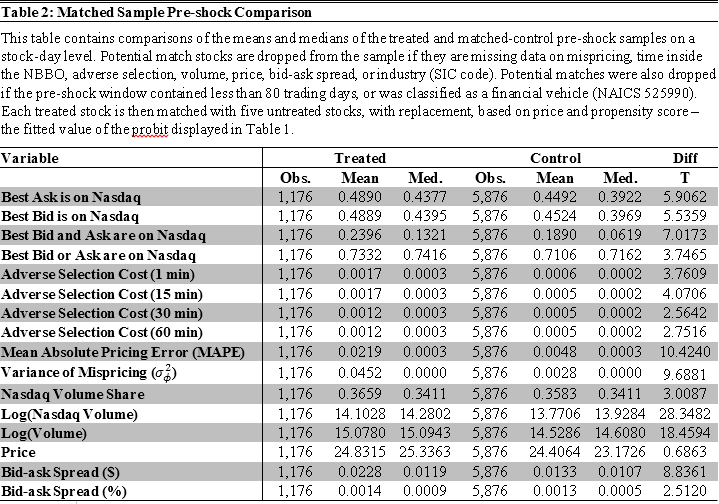 Table 2: Matched Sample Pre-shock Comparison
This table contains comparisons of the means and medians of the treated and matched-control pre-shock samples on a
stock-day level. Potential match stocks are dropped from the sample if they are missing data on mispricing, time inside
the NBBO, adverse selection, volume, price, bid-ask spread, or industry (SIC code). Potential matches were also dropped
if the pre-shock window contained less than 80 trading days, or was classified as a financial vehicle (NAICS 525990).
Each treated stock is then matched with five untreated stocks, with replacement, based on price and propensity score –
the fitted value of the probit displayed in Table 1.
Variable Treated Control Diff
Obs. Mean Med. Obs. Mean Med. T
Best Ask is on Nasdaq 1,176 0.4890 0.4377 5,876 0.4492 0.3922 5.9062
Best Bid is on Nasdaq 1,176 0.4889 0.4395 5,876 0.4524 0.3969 5.5359
Best Bid and Ask are on Nasdaq 1,176 0.2396 0.1321 5,876 0.1890 0.0619 7.0173
Best Bid or Ask are on Nasdaq 1,176 0.7332 0.7416 5,876 0.7106 0.7162 3.7465
Adverse Selection Cost (1 min) 1,176 0.0017 0.0003 5,876 0.0006 0.0002 3.7609
Adverse Selection Cost (15 min) 1,176 0.0017 0.0003 5,876 0.0005 0.0002 4.0706
Adverse Selection Cost (30 min) 1,176 0.0012 0.0003 5,876 0.0005 0.0002 2.5642
Adverse Selection Cost (60 min) 1,176 0.0012 0.0003 5,876 0.0005 0.0002 2.7516
Mean Absolute Pricing Error (MAPE) 1,176 0.0219 0.0003 5,876 0.0048 0.0003 10.4240
Variance of Mispricing (σ²ϕ) 1,176 0.0452 0.0000 5,876 0.0028 0.0000 9.6881
Nasdaq Volume Share 1,176 0.3659 0.3411 5,876 0.3583 0.3411 3.0087
Log(Nasdaq Volume) 1,176 14.1028 14.2802 5,876 13.7706 13.9284 28.3482
Log(Volume) 1,176 15.0780 15.0943 5,876 14.5286 14.6080 18.4594
Price 1,176 24.8315 25.3363 5,876 24.4064 23.1726 0.6863
Bid-ask Spread ($) 1,176 0.0228 0.0119 5,876 0.0133 0.0107 8.8361
Bid-ask Spread (%) 1,176 0.0014 0.0009 5,876 0.0013 0.0005 2.5120